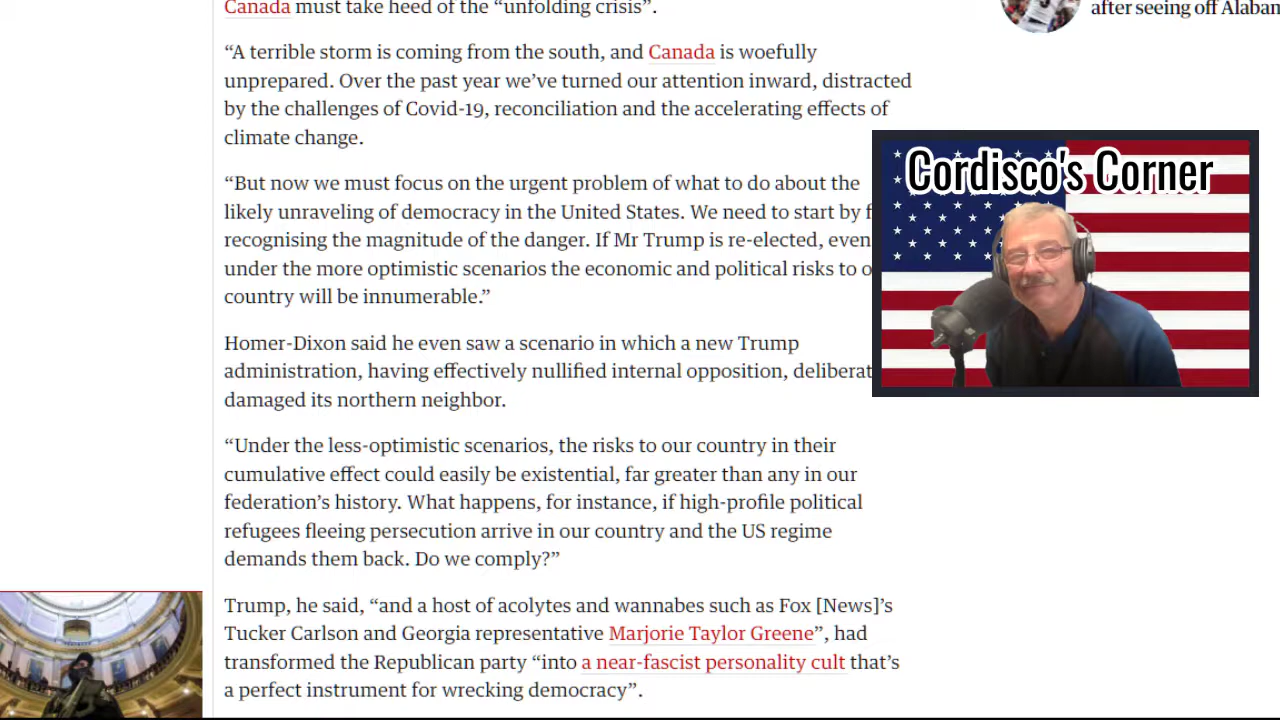 Canada must take heed of the “unfolding crisis”.
after seeing off Alabam
“A terrible storm is coming from the south, and Canada is woefully
unprepared. Over the past year we’ve turned our attention inward, distracted
by the challenges of Covid-19, reconciliation and the accelerating effects of
climate change.
Cordisco's Corner
“But now we must focus on the urgent problem of what to do about the
likely unraveling of democracy in the United States. We need to start by f
recognising the magnitude of the danger. If Mr Trump is re-elected, even
under the more optimistic scenarios the economic and political risks to o
country will be innumerable.”
Homer-Dixon said he even saw a scenario in which a new Trump
administration, having effectively nullified internal opposition, deliberat
damaged its northern neighbor.
“Under the less-optimistic scenarios, the risks to our country in their
cumulative effect could easily be existential, far greater than any in our
federation’s history. What happens, for instance, if high-profile political
refugees fleeing persecution arrive in our country and the US regime
demands them back. Do we comply?”
Trump, he said, “and a host of acolytes and wannabes such as Fox [News]’s
Tucker Carlson and Georgia representative Marjorie Taylor Greene”, had
transformed the Republican party “into a near-fascist personality cult that’s
a perfect instrument for wrecking democracy”.